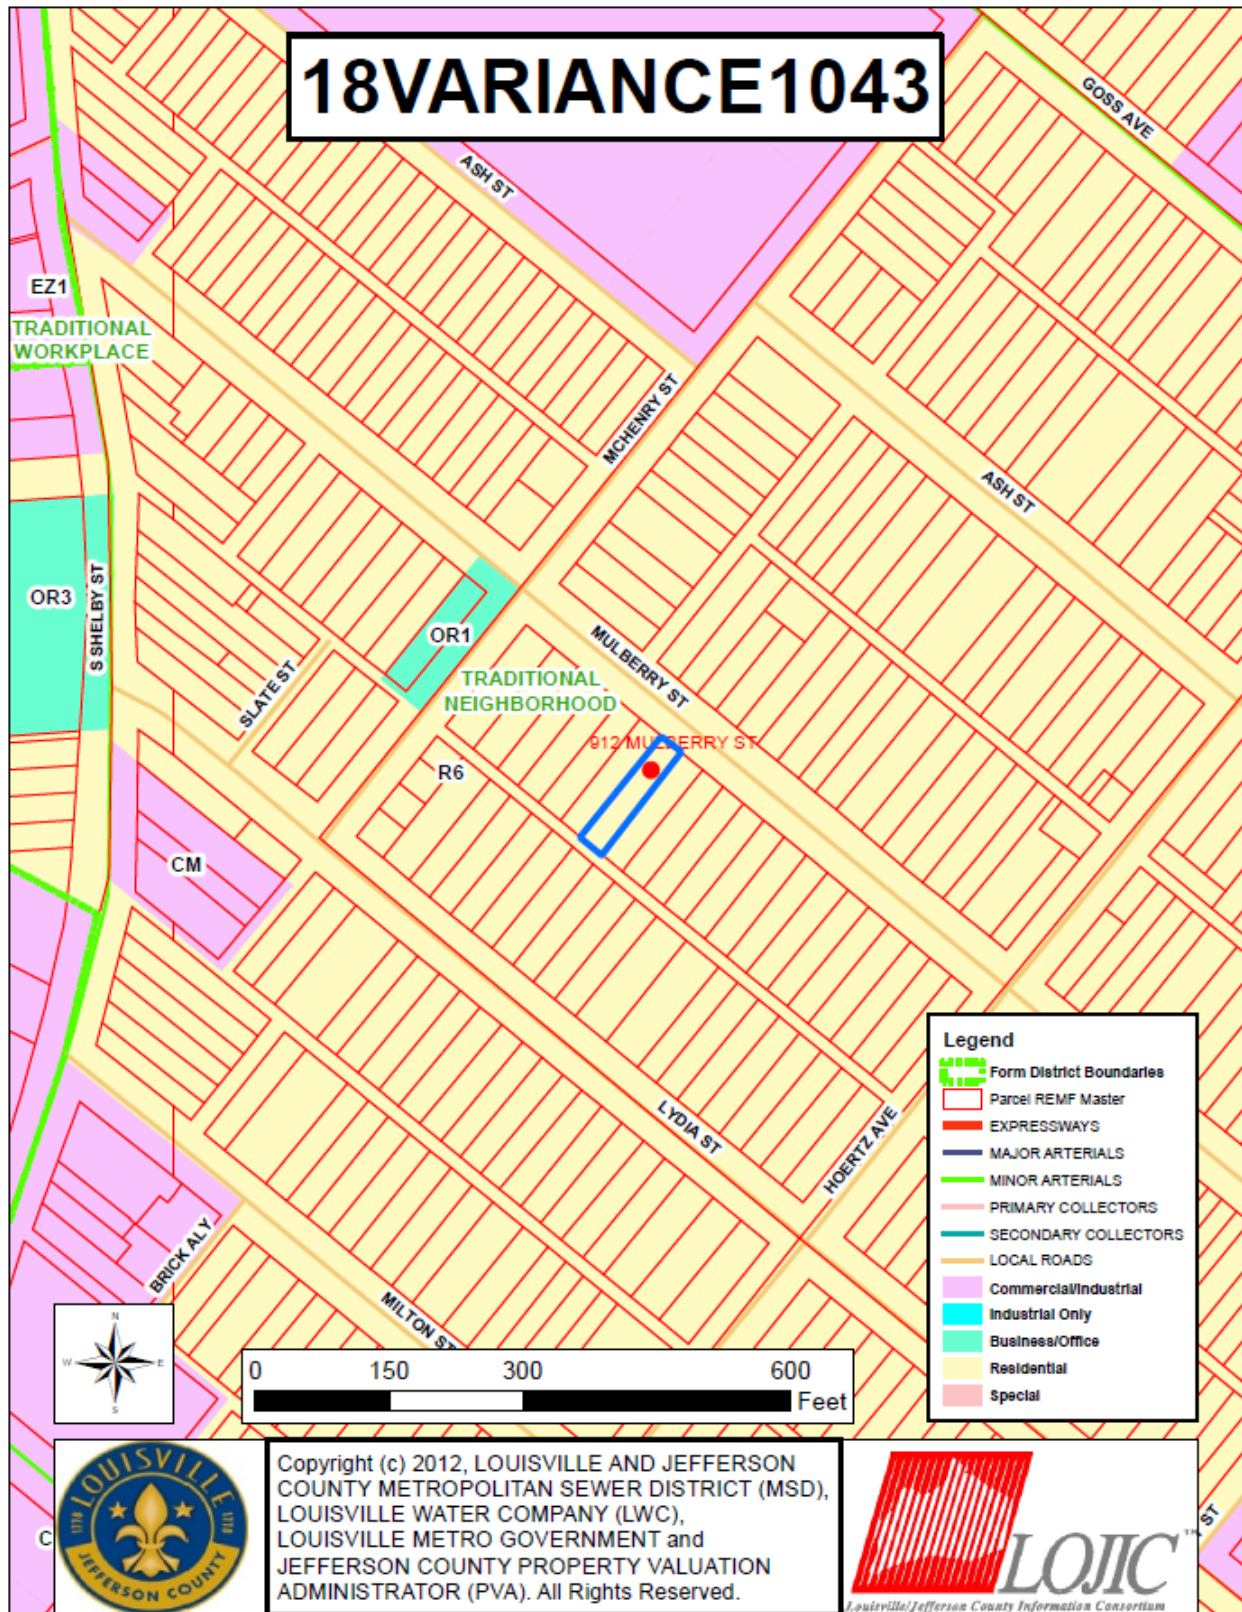 18VARIANCE1043
GOSS AVE
ASH ST
EZ1
TRADITIONAL
WORKPLACE
MCHENRY ST
ASH ST
OR3
S SHELBY ST
OR1
MULBERRY ST
SLATE ST
TRADITIONAL
NEIGHBORHOOD
912 MULBERRY ST
R6
CM
LYDIA ST
HOERTZ AVE
BRICK ALY
MILTON ST
Legend
Form District Boundaries
Parcel REMF Master
EXPRESSWAYS
MAJOR ARTERIALS
MINOR ARTERIALS
PRIMARY COLLECTORS
SECONDARY COLLECTORS
LOCAL ROADS
Commercial/Industrial
Industrial Only
Business/Office
Residential
Special
N
W E
S
0 150 300 600
Feet
LOUISVILLE
1778 1778
JEFFERSON COUNTY
C
Copyright (c) 2012, LOUISVILLE AND JEFFERSON
COUNTY METROPOLITAN SEWER DISTRICT (MSD),
LOUISVILLE WATER COMPANY (LWC),
LOUISVILLE METRO GOVERNMENT and
JEFFERSON COUNTY PROPERTY VALUATION
ADMINISTRATOR (PVA). All Rights Reserved.
ST
LOJIC™
Louisville/Jefferson County Information Consortium